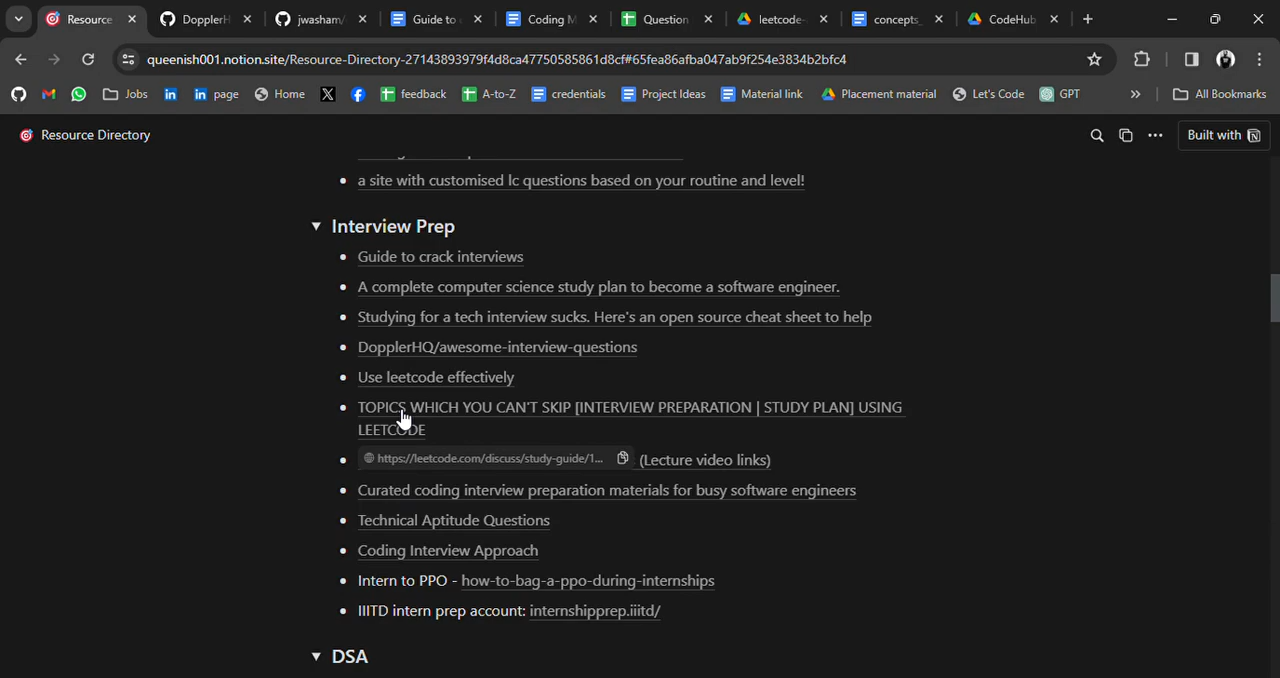 Resource
DopplerH
jwasham/
Guide to
Coding M
Question
leetcode-
concepts_
CodeHub
queenish001.notion.site/Resource-Directory-27143893979f4d8ca47750585861d8cf#65fea86afba047ab9f254e3834b2bfc4
Jobs
page
Home
feedback
A-to-Z
credentials
Project Ideas
Material link
Placement material
Let's Code
GPT
All Bookmarks
Resource Directory
Built with
a site with customised lc questions based on your routine and level!
Interview Prep
Guide to crack interviews
A complete computer science study plan to become a software engineer.
Studying for a tech interview sucks. Here's an open source cheat sheet to help
DopplerHQ/awesome-interview-questions
Use leetcode effectively
TOPICS WHICH YOU CAN'T SKIP [INTERVIEW PREPARATION | STUDY PLAN] USING
LEETCODE
https://leetcode.com/discuss/study-guide/1... (Lecture video links)
Curated coding interview preparation materials for busy software engineers
Technical Aptitude Questions
Coding Interview Approach
Intern to PPO - how-to-bag-a-ppo-during-internships
IIITD intern prep account: internshipprep.iiitd/
DSA